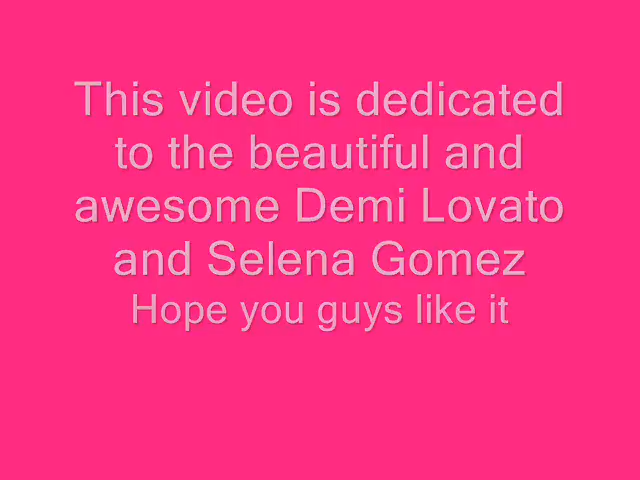 This video is dedicated
to the beautiful and
awesome Demi Lovato
and Selena Gomez
Hope you guys like it